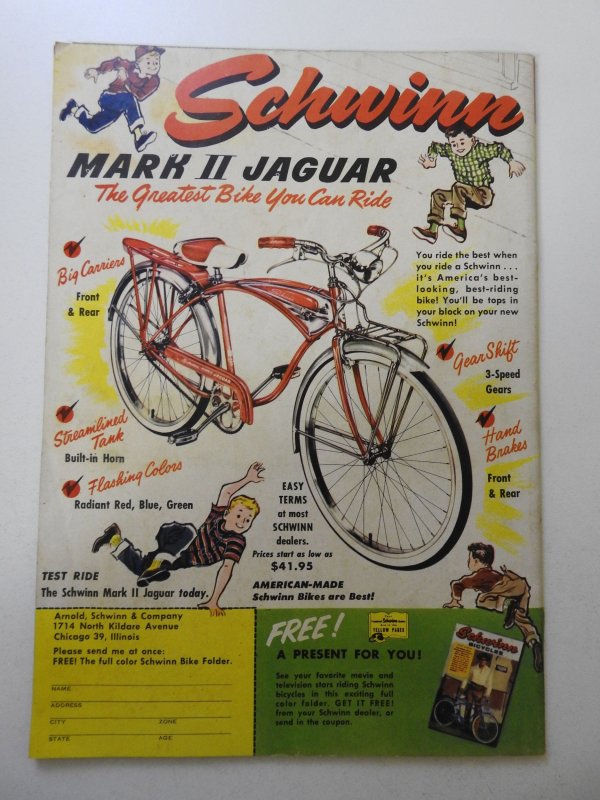 Schwinn
MARK II JAGUAR
The Greatest Bike You Can Ride
Big Carriers
Front
& Rear
You ride the best when
you ride a Schwinn...
it's America's best-
looking, best-riding
bike! You'll be tops in
your block on your new
Schwinn!
Gear Shift
3-Speed
Gears
Streamlined
Tank
Built-in Horn
Hand
Brakes
Front
& Rear
Flashing Colors
Radiant Red, Blue, Green
EASY
TERMS
at most
SCHWINN
dealers.
Prices start as low as
$41.95
TEST RIDE
The Schwinn Mark II Jaguar today.
AMERICAN-MADE
Schwinn Bikes are Best!
Arnold, Schwinn & Company
1714 North Kildare Avenue
Chicago 39, Illinois
Please send me at once:
FREE! The full color Schwinn Bike Folder.
NAME
ADDRESS
CITY ZONE
STATE AGE
FREE!
YELLOW PAGES
A PRESENT FOR YOU!
See your favorite movie and
television stars riding Schwinn
bicycles in this exciting full
color folder. GET IT FREE!
from your Schwinn dealer, or
send in the coupon.
Schwinn
BICYCLES